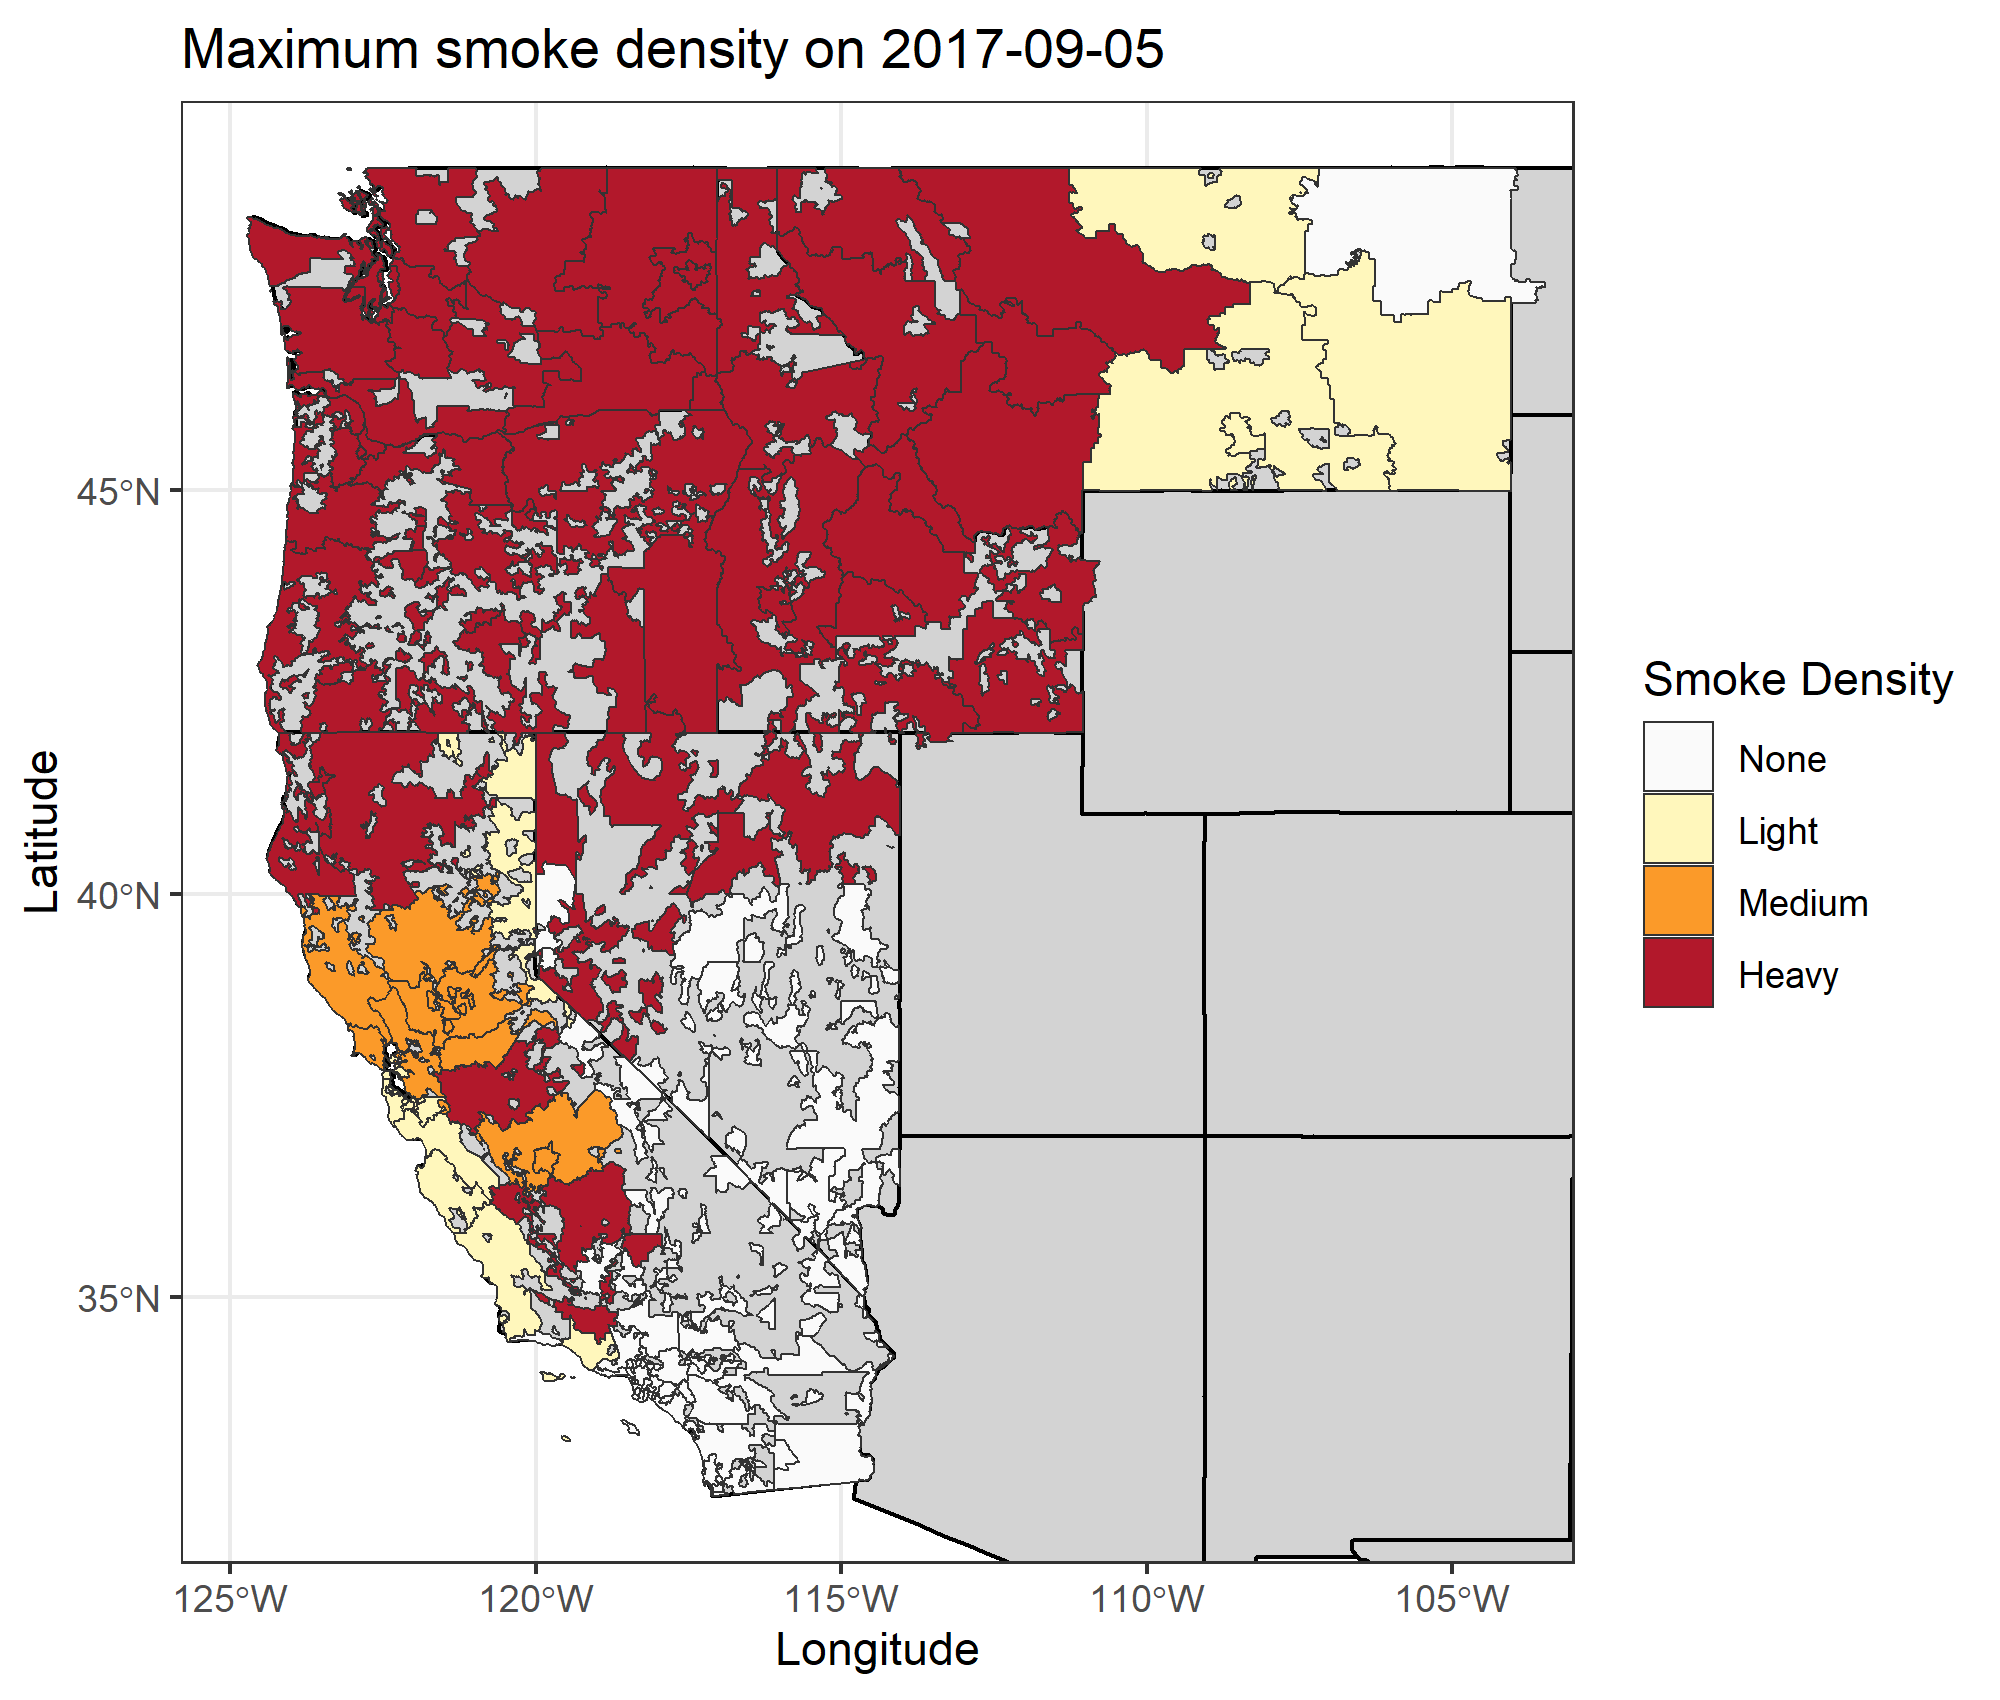 Maximum smoke density on 2017-09-05
Latitude
45°N
40°N
35°N
125°W
120°W
115°W
110°W
105°W
Longitude
Smoke Density
None
Light
Medium
Heavy